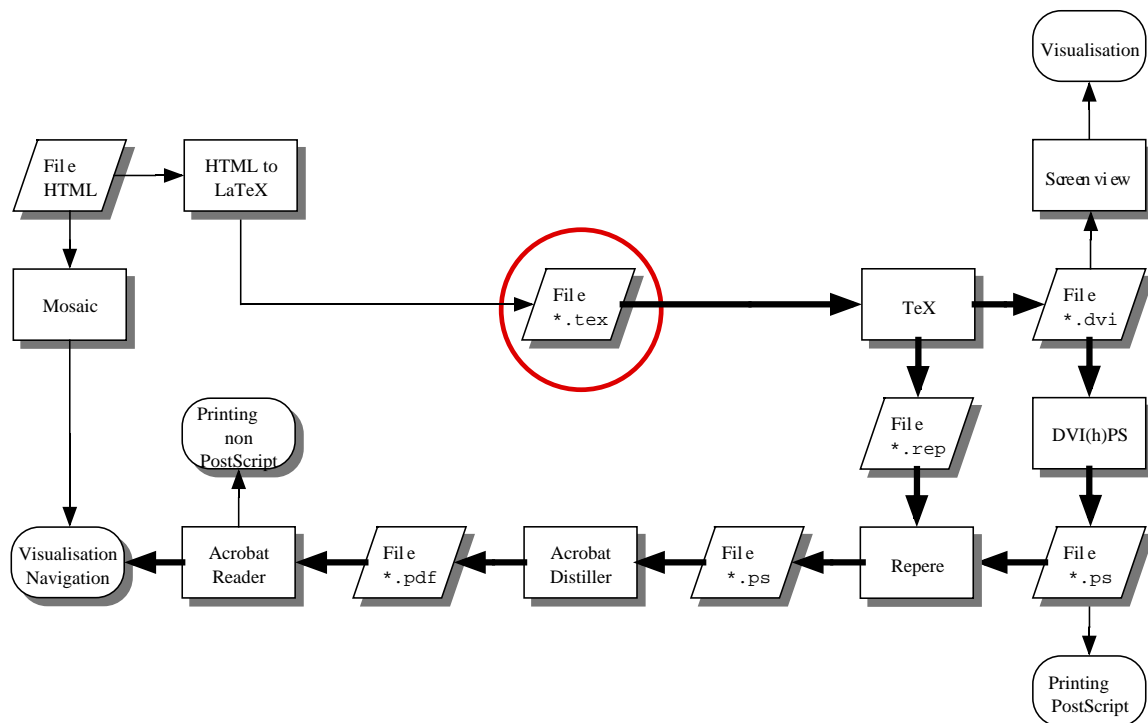 Visualisation
File
HTML
HTML to
LaTeX
Screen view
Mosaic
File
*.tex
TeX
File
*.dvi
Printing
non
PostScript
File
*.rep
DVI(h)PS
Visualisation
Navigation
Acrobat
Reader
File
*.pdf
Acrobat
Distiller
File
*.ps
Repere
File
*.ps
Printing
PostScript